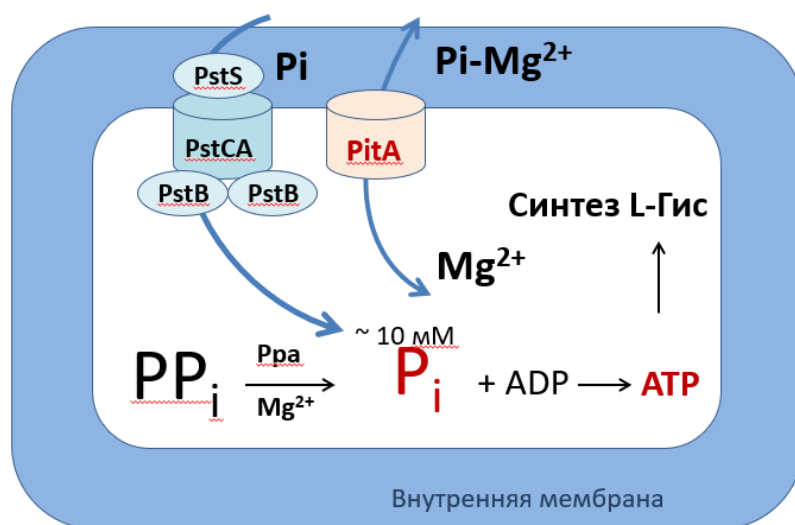 PstS
Pi
Pi-Mg²⁺
PstCA
PitA
PstB
PstB
Синтез L-Гис
Mg²⁺
~ 10 мМ
PPᵢ
Ppa
Mg²⁺
Pᵢ + ADP → ATP
Внутренняя мембрана